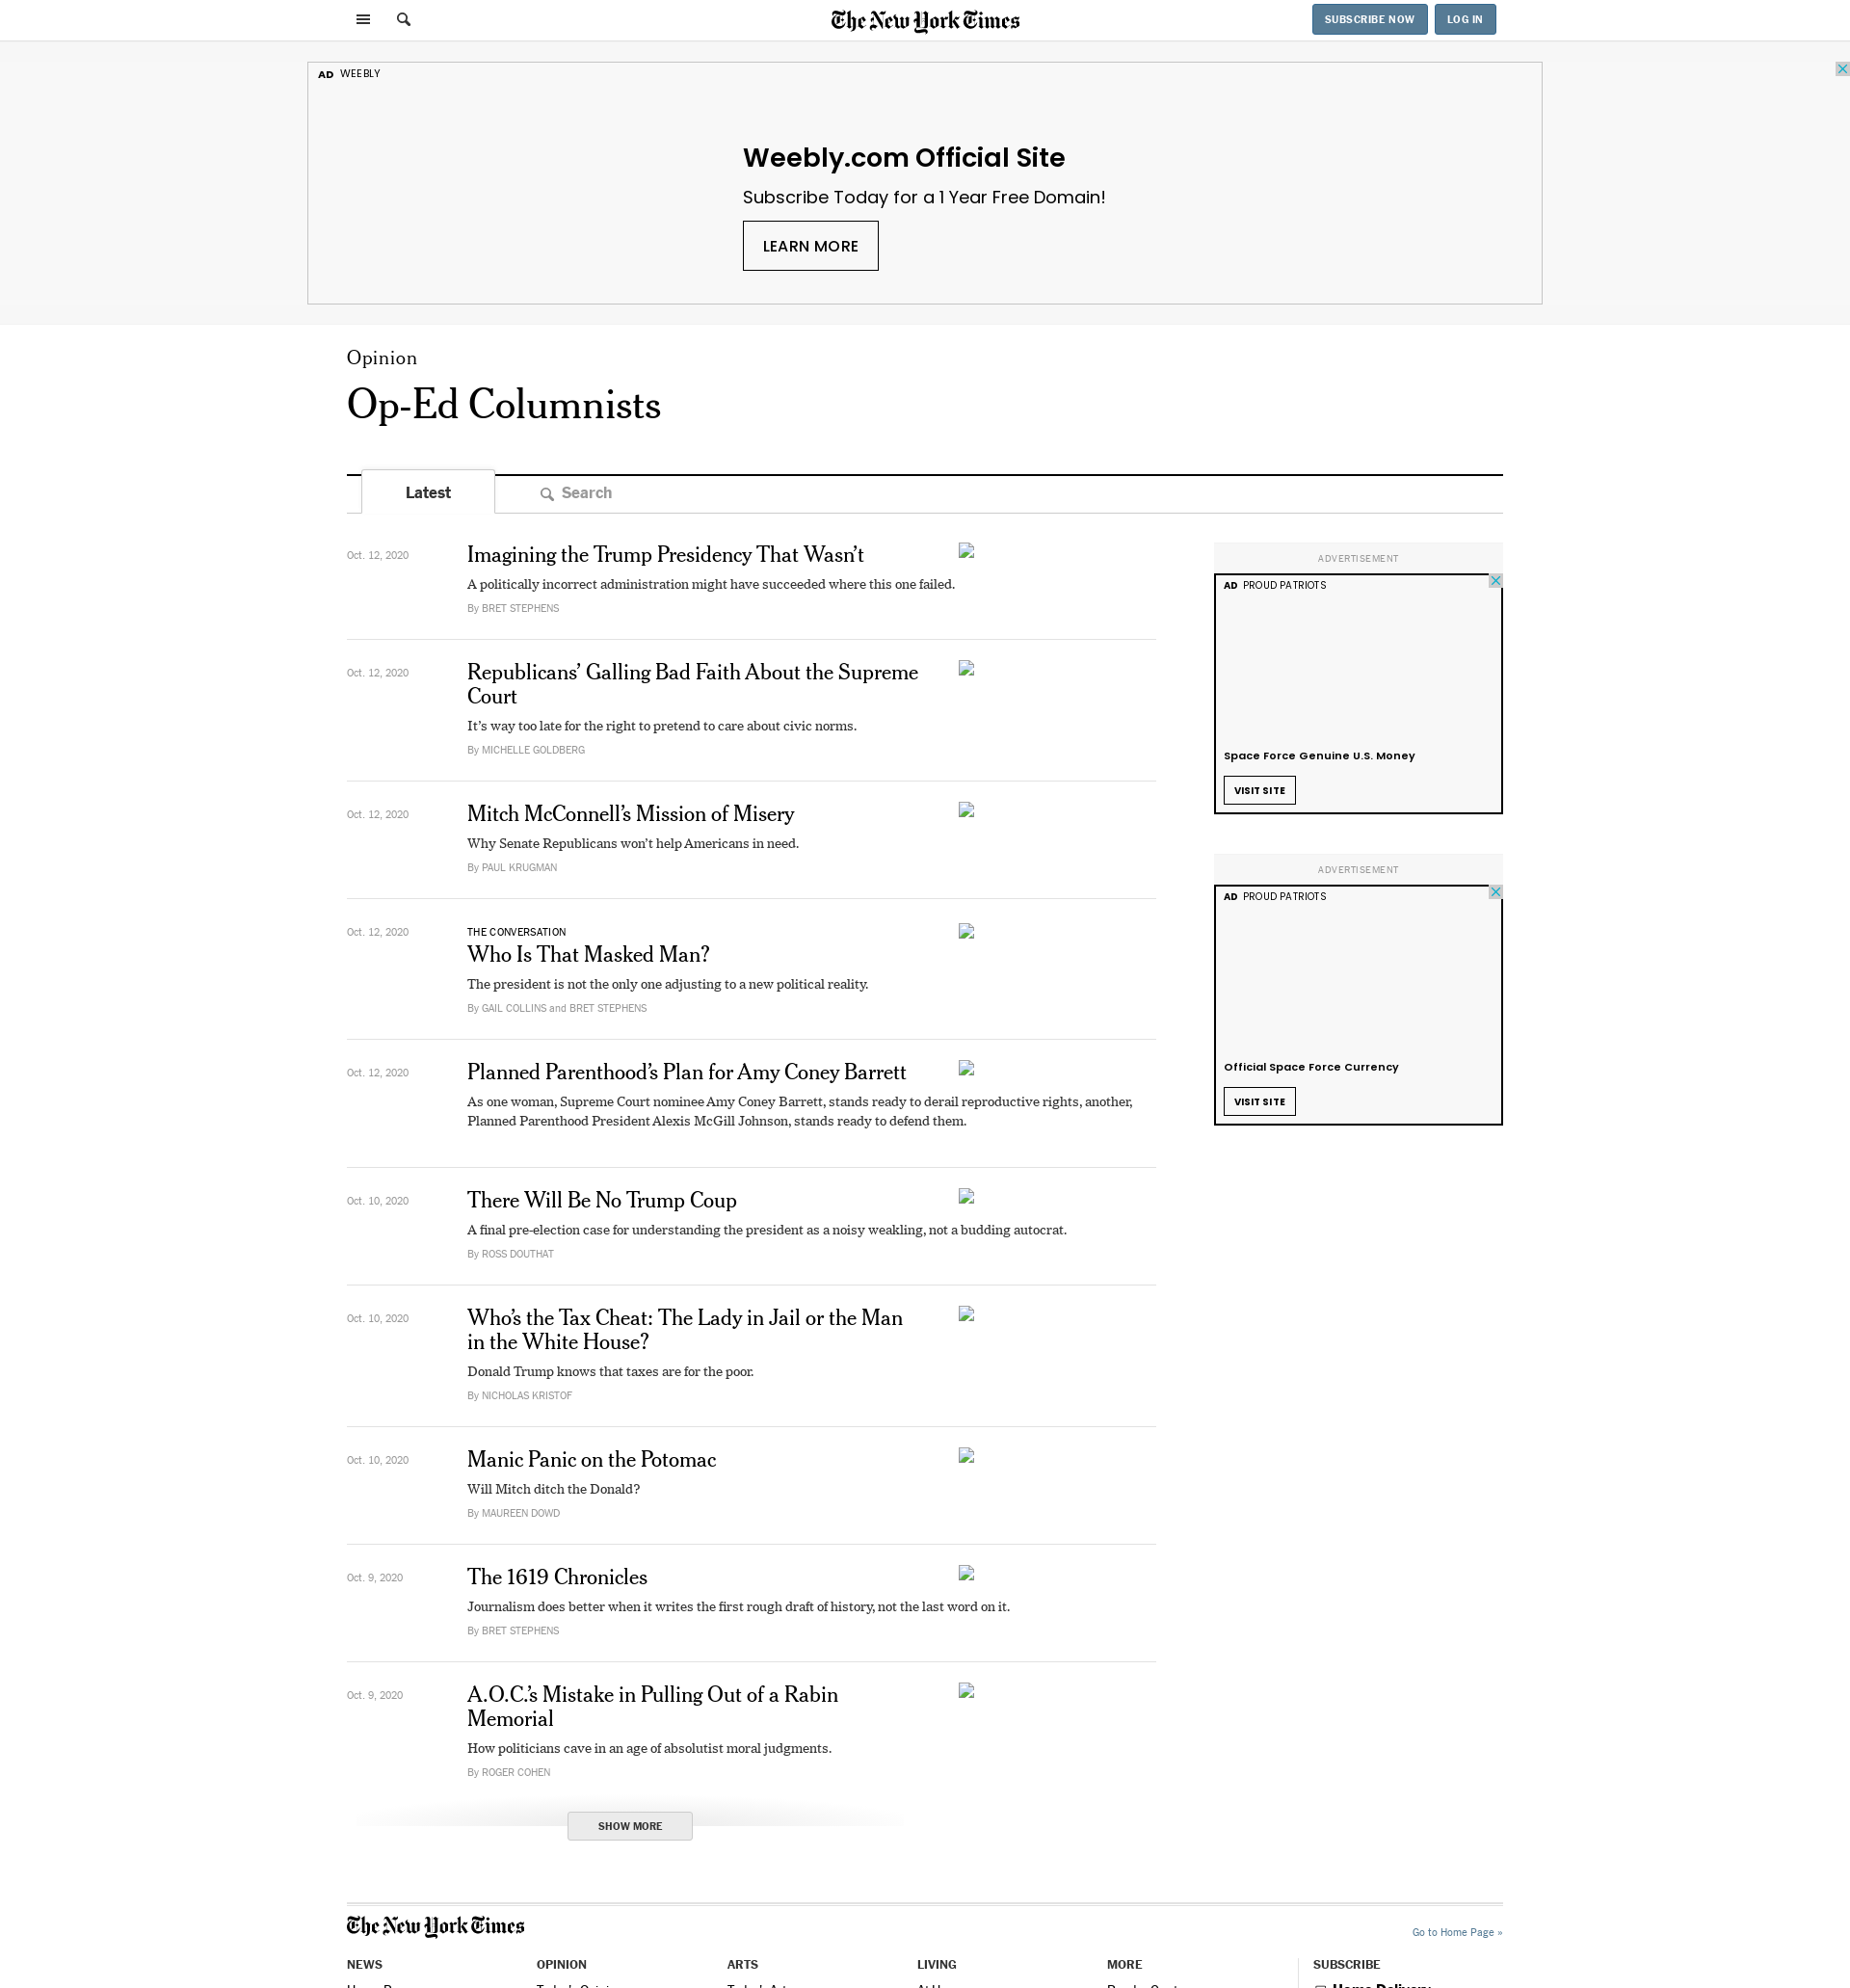 The New York Times
SUBSCRIBE NOW
LOG IN
AD WEEBLY
Weebly.com Official Site
Subscribe Today for a 1 Year Free Domain!
LEARN MORE
Opinion
Op-Ed Columnists
Latest
Search
Oct. 12, 2020
Imagining the Trump Presidency That Wasn’t
A politically incorrect administration might have succeeded where this one failed.
By BRET STEPHENS
Oct. 12, 2020
Republicans’ Galling Bad Faith About the Supreme
Court
It’s way too late for the right to pretend to care about civic norms.
By MICHELLE GOLDBERG
Oct. 12, 2020
Mitch McConnell’s Mission of Misery
Why Senate Republicans won’t help Americans in need.
By PAUL KRUGMAN
Oct. 12, 2020
THE CONVERSATION
Who Is That Masked Man?
The president is not the only one adjusting to a new political reality.
By GAIL COLLINS and BRET STEPHENS
Oct. 12, 2020
Planned Parenthood’s Plan for Amy Coney Barrett
As one woman, Supreme Court nominee Amy Coney Barrett, stands ready to derail reproductive rights, another,
Planned Parenthood President Alexis McGill Johnson, stands ready to defend them.
Oct. 10, 2020
There Will Be No Trump Coup
A final pre-election case for understanding the president as a noisy weakling, not a budding autocrat.
By ROSS DOUTHAT
Oct. 10, 2020
Who’s the Tax Cheat: The Lady in Jail or the Man
in the White House?
Donald Trump knows that taxes are for the poor.
By NICHOLAS KRISTOF
Oct. 10, 2020
Manic Panic on the Potomac
Will Mitch ditch the Donald?
By MAUREEN DOWD
Oct. 9, 2020
The 1619 Chronicles
Journalism does better when it writes the first rough draft of history, not the last word on it.
By BRET STEPHENS
Oct. 9, 2020
A.O.C.’s Mistake in Pulling Out of a Rabin
Memorial
How politicians cave in an age of absolutist moral judgments.
By ROGER COHEN
SHOW MORE
ADVERTISEMENT
AD PROUD PATRIOTS
Space Force Genuine U.S. Money
VISIT SITE
ADVERTISEMENT
AD PROUD PATRIOTS
Official Space Force Currency
VISIT SITE
The New York Times
Go to Home Page »
NEWS
OPINION
ARTS
LIVING
MORE
SUBSCRIBE